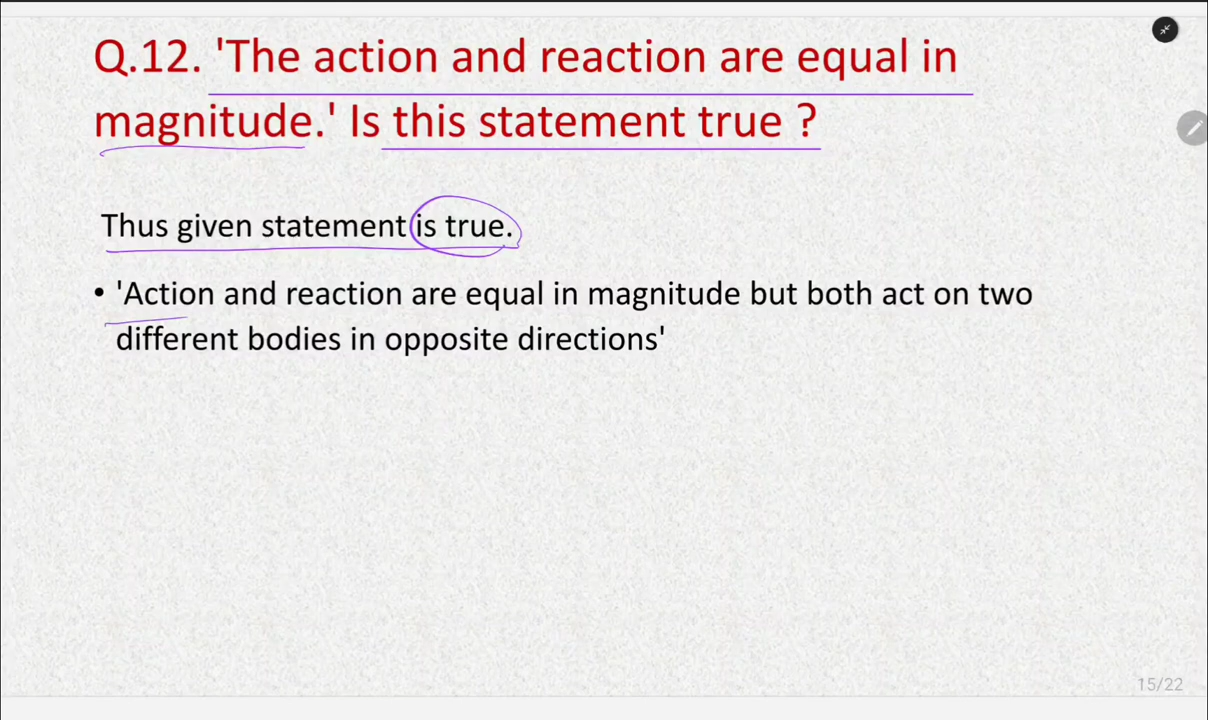 Q.12. 'The action and reaction are equal in
magnitude.' Is this statement true ?
Thus given statement is true.
• 'Action and reaction are equal in magnitude but both act on two
different bodies in opposite directions'
15/22